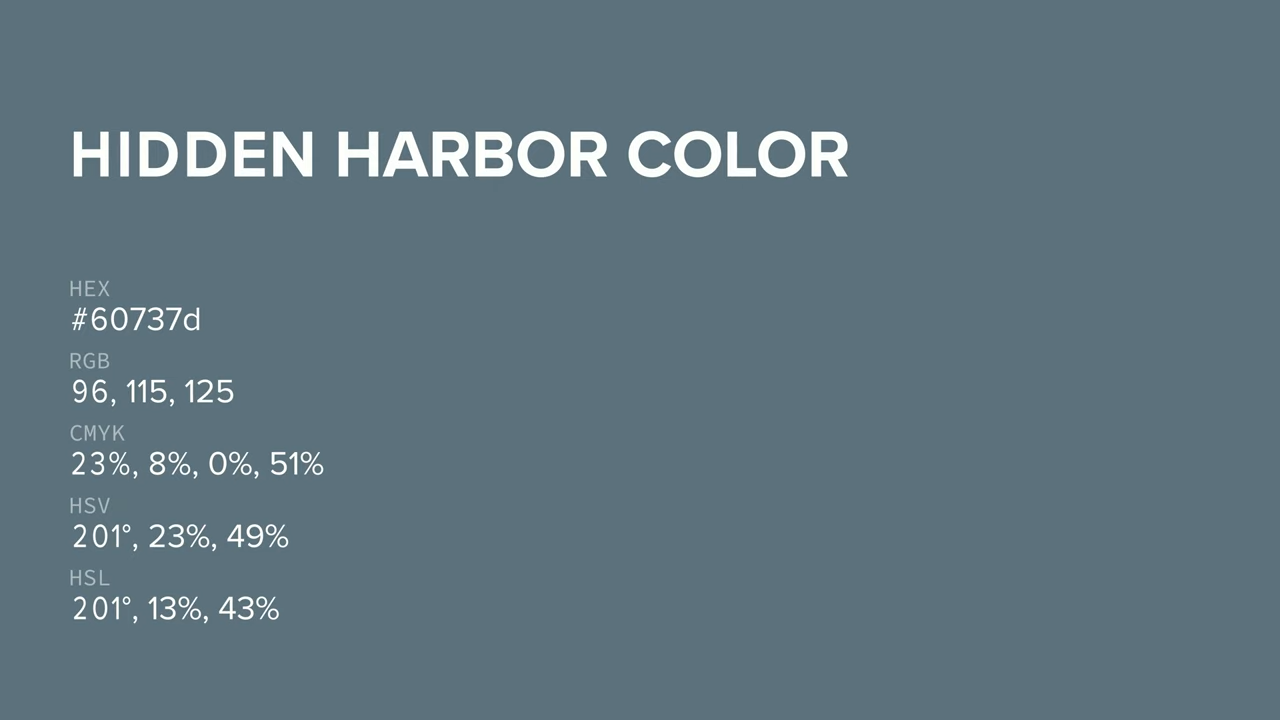 HIDDEN HARBOR COLOR
HEX
#60737d
RGB
96, 115, 125
CMYK
23%, 8%, 0%, 51%
HSV
201°, 23%, 49%
HSL
201°, 13%, 43%